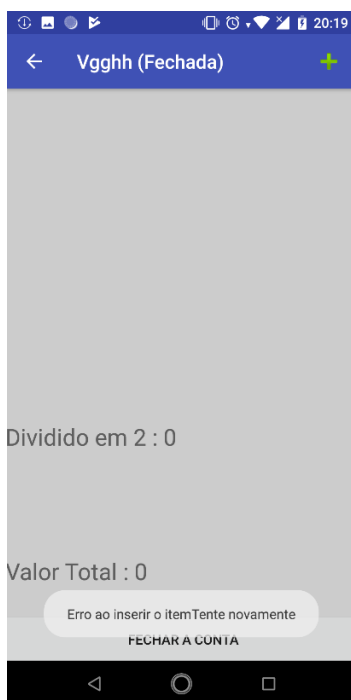 20:19
Vgghh (Fechada)
Dividido em 2 : 0
Valor Total : 0
Erro ao inserir o itemTente novamente
FECHAR A CONTA